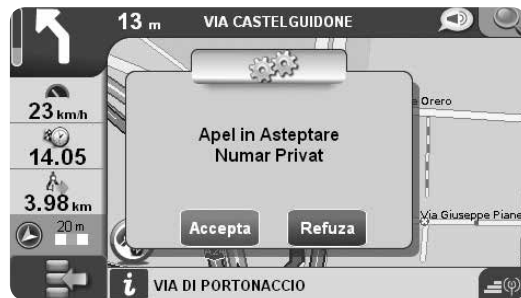 13 m VIA CASTELGUIDONE
23 km/h
14.05
3.98 km
20 m
Orero
Apel in Asteptare
Numar Privat
Via Giuseppe Piane
Accepta Refuza
i VIA DI PORTONACCIO